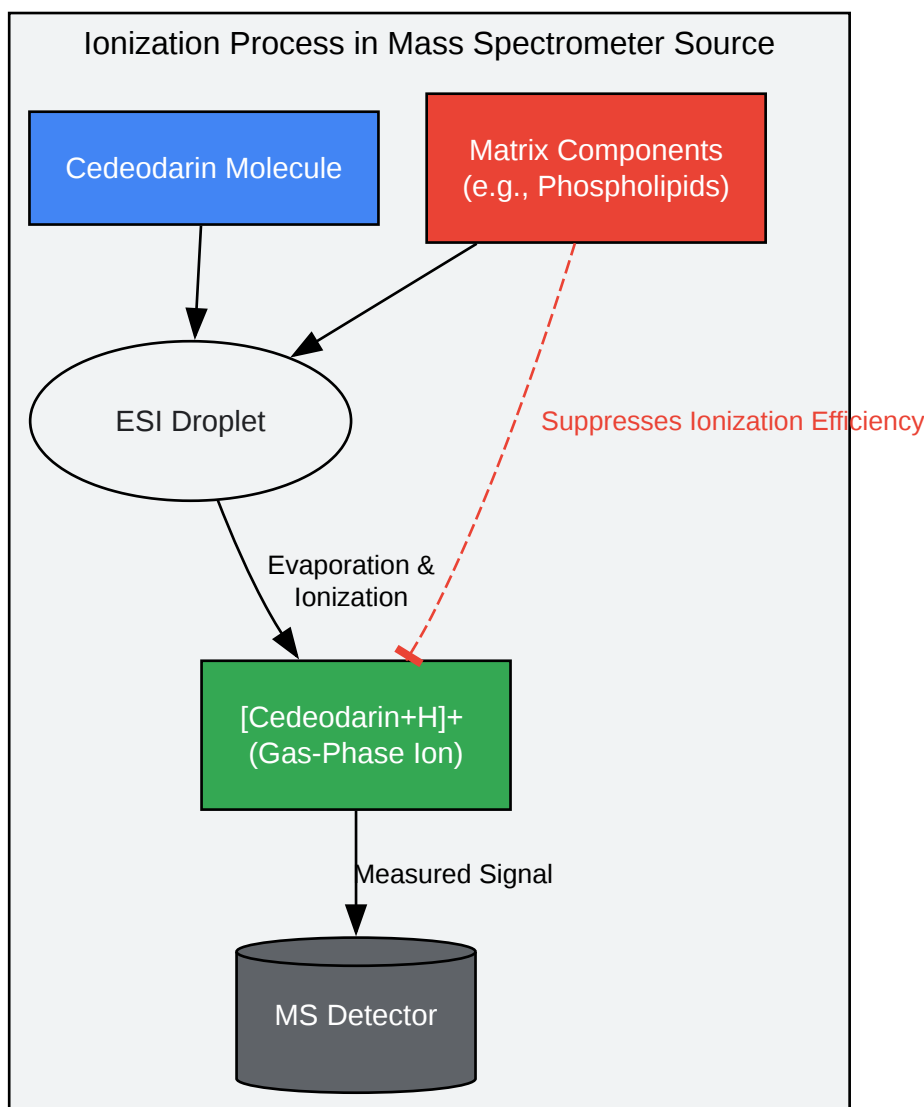 Ionization Process in Mass Spectrometer Source
Cedeodarin Molecule
Matrix Components
(e.g., Phospholipids)
ESI Droplet
Suppresses Ionization Efficiency
Evaporation &
Ionization
[Cedeodarin+H]+
(Gas-Phase Ion)
Measured Signal
MS Detector